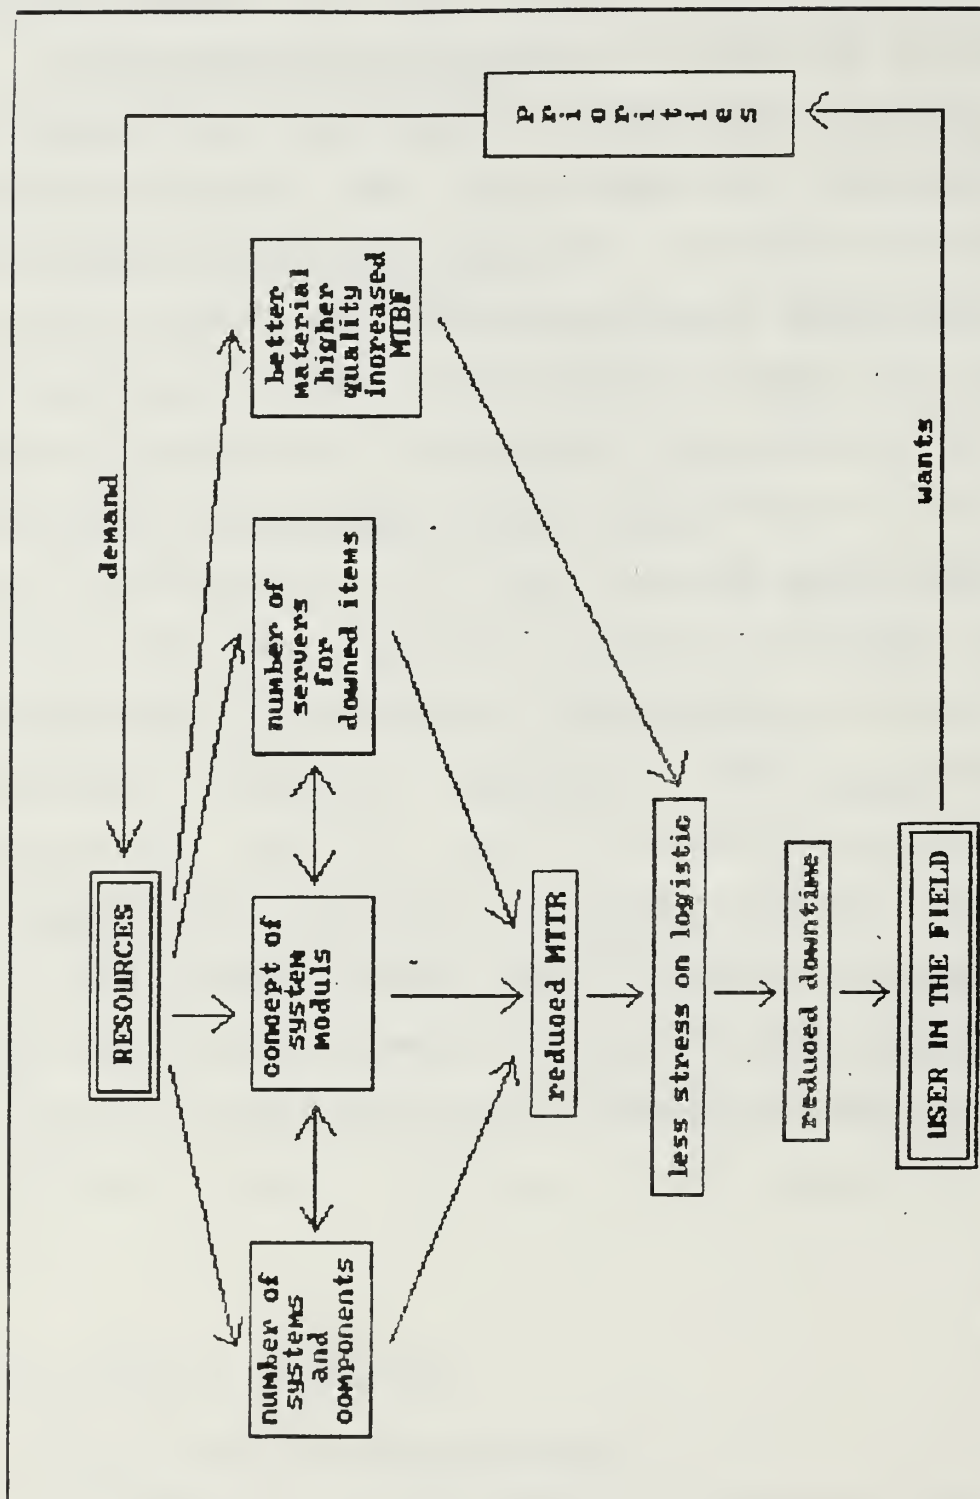 demand
RESOURCES
Priorities
number of
systems
and
components
concept of
system
moduls
number of
servers
for
downed items
better
material
higher
quality
increased
MTBF
reduced MTTR
less stress on logistic
reduced downtime
wants
USER IN THE FIELD